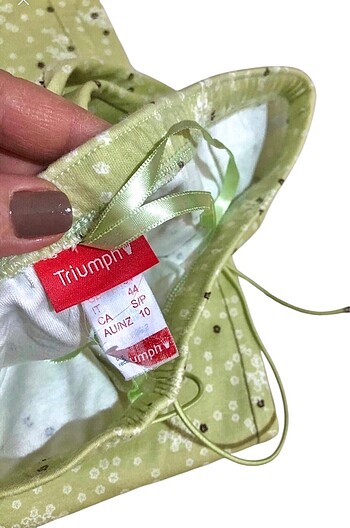 Triumph
IT 44
CA S/P
AU/NZ 10
Triumph